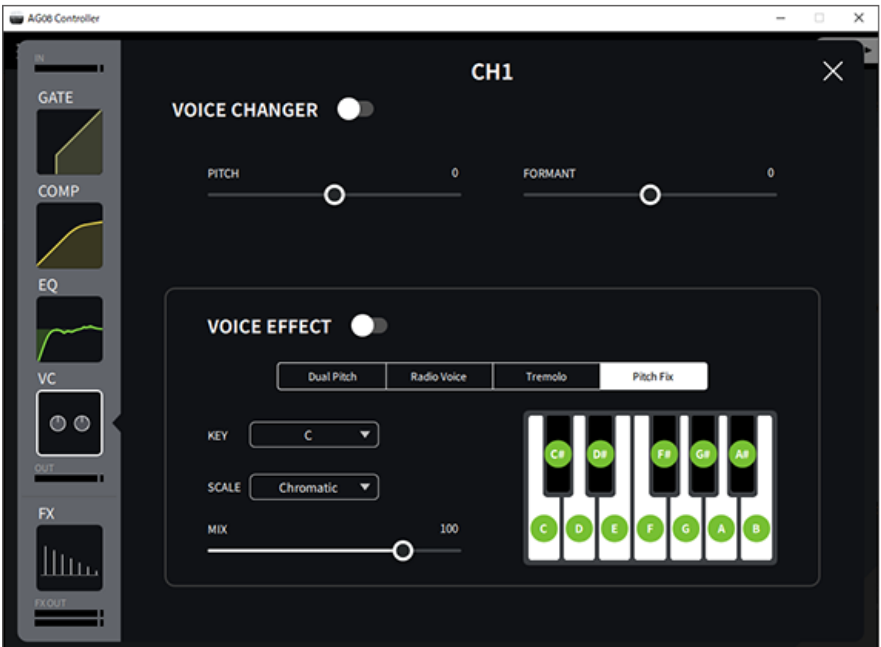 AG08 Controller
IN
CH1
GATE
VOICE CHANGER
PITCH 0 FORMANT 0
COMP
EQ
VOICE EFFECT
VC
Dual Pitch Radio Voice Tremolo Pitch Fix
KEY C
C# D# F# G# A#
OUT
SCALE Chromatic
FX
MIX 100
C D E F G A B
FX OUT